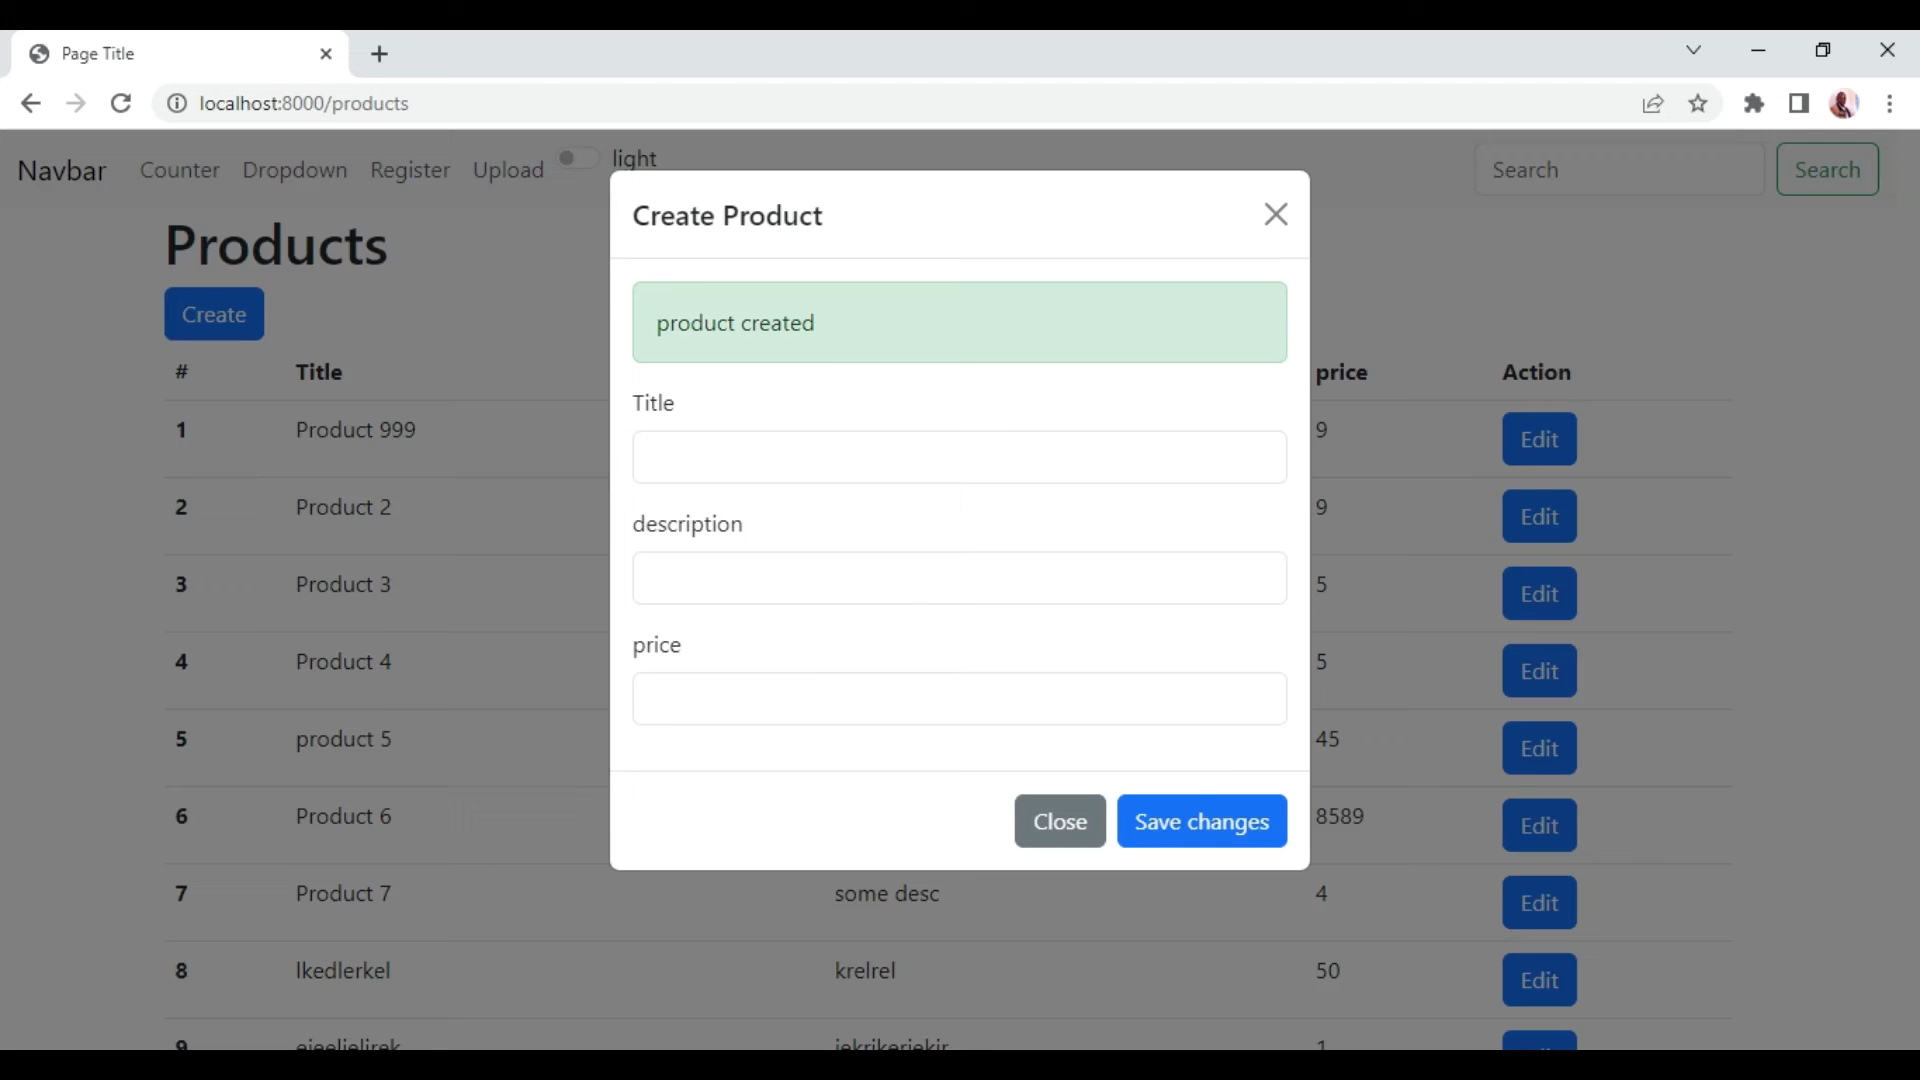 Page Title
localhost:8000/products
Navbar Counter Dropdown Register Upload light Search Search
Products
Create
# Title price Action
1 Product 999 9 Edit
2 Product 2 9 Edit
3 Product 3 5 Edit
4 Product 4 5 Edit
5 product 5 45 Edit
6 Product 6 8589 Edit
7 Product 7 some desc 4 Edit
8 lkedlerkel krelrel 50 Edit
9
Create Product
product created
Title
description
price
Close Save changes